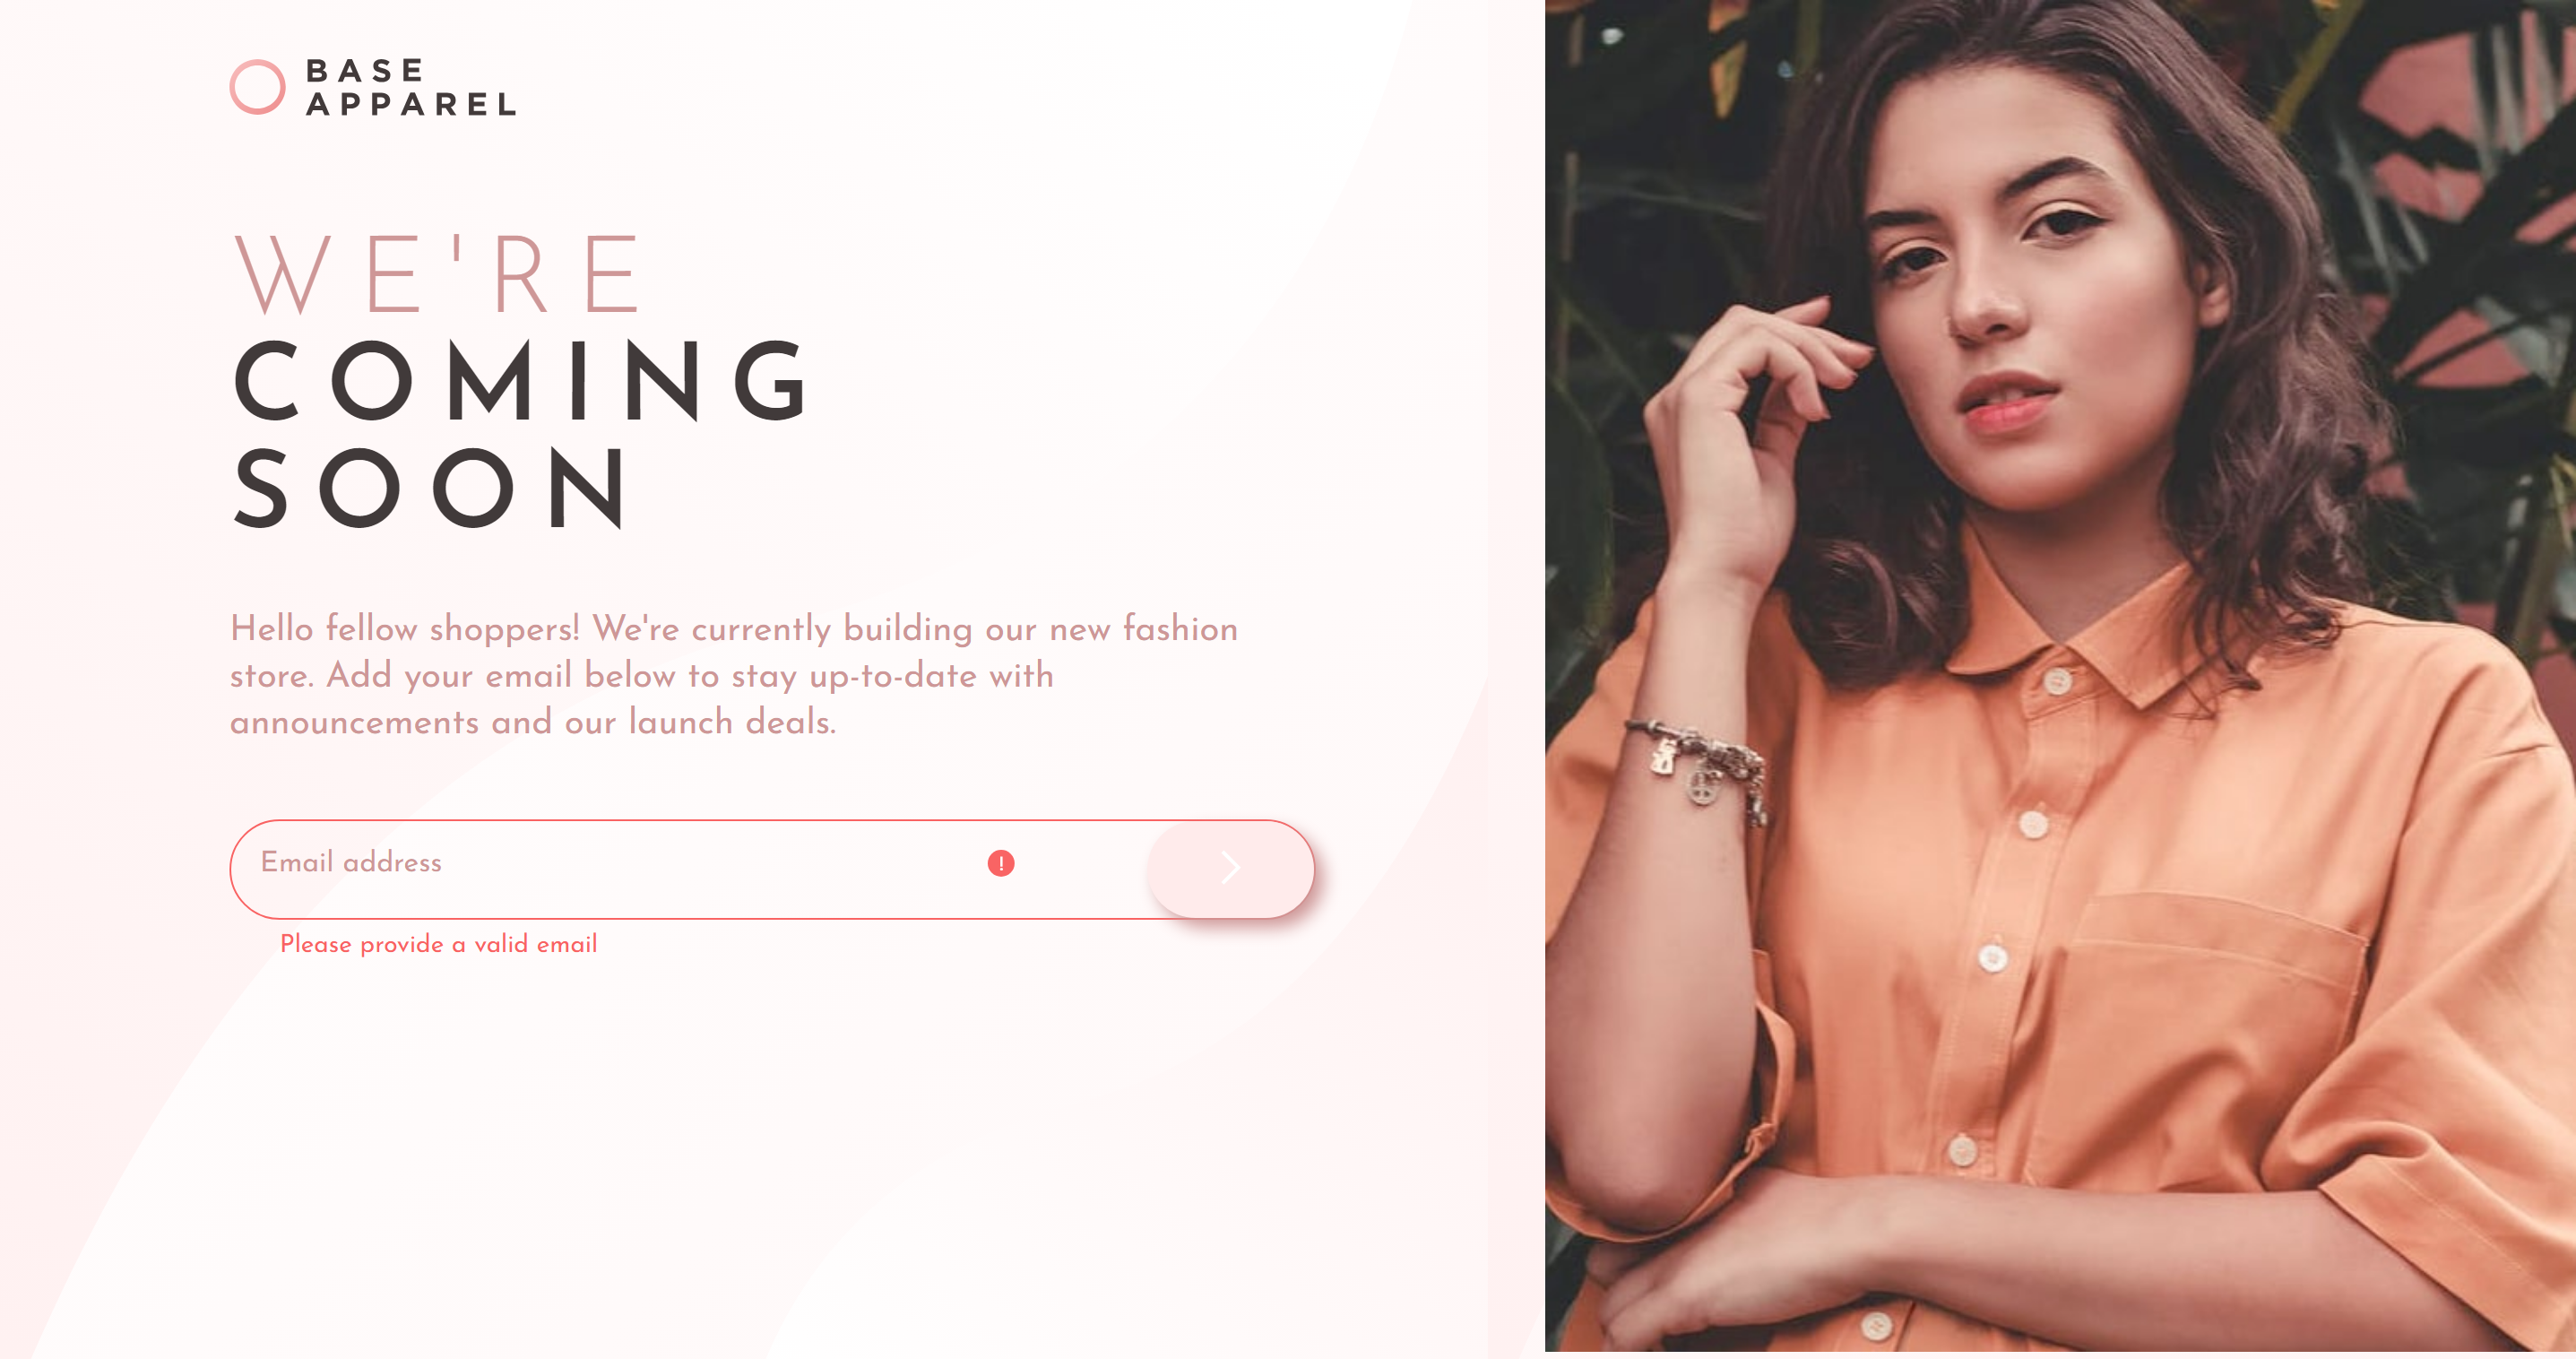 BASE
APPAREL
WE'RE
COMING
SOON
Hello fellow shoppers! We're currently building our new fashion
store. Add your email below to stay up-to-date with
announcements and our launch deals.
Email address
!
Please provide a valid email